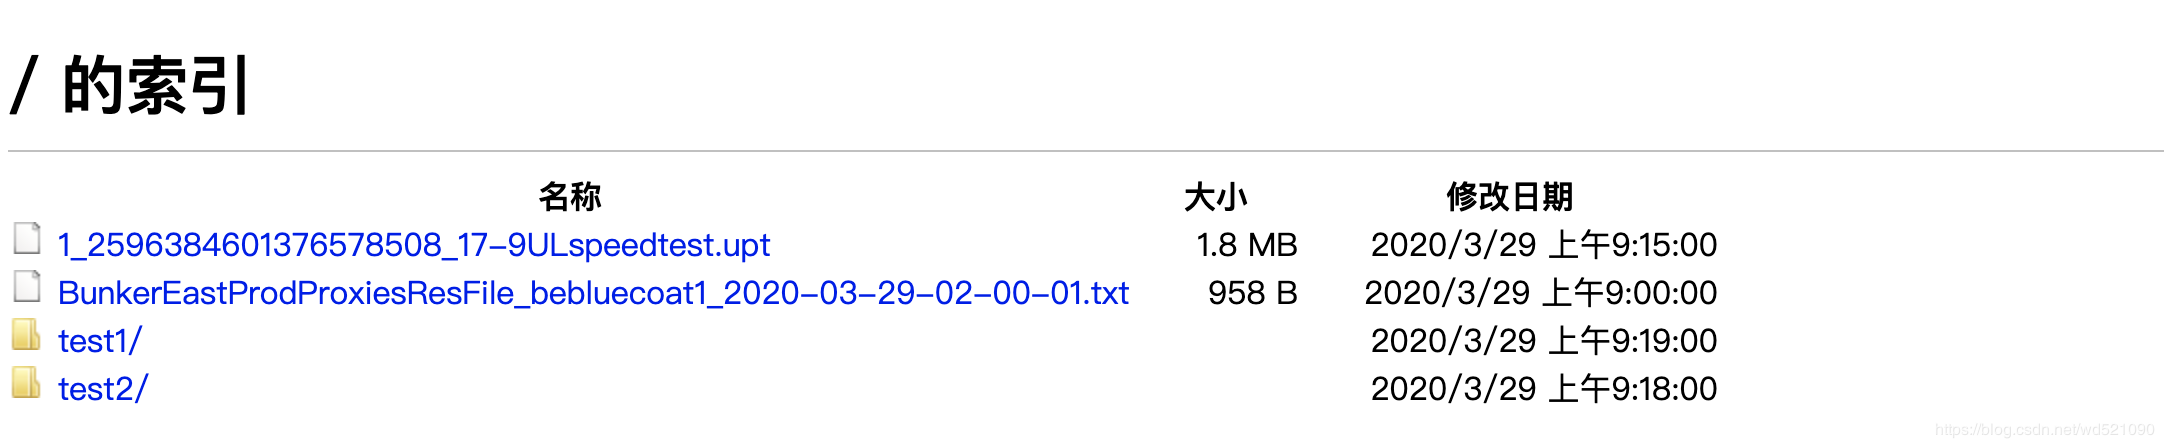 / 的索引
名称 大小 修改日期
1_2596384601376578508_17-9ULspeedtest.upt 1.8 MB 2020/3/29 上午9:15:00
BunkerEastProdProxiesResFile_bebluecoat1_2020-03-29-02-00-01.txt 958 B 2020/3/29 上午9:00:00
test1/ 2020/3/29 上午9:19:00
test2/ 2020/3/29 上午9:18:00
https://blog.csdn.net/wd521090